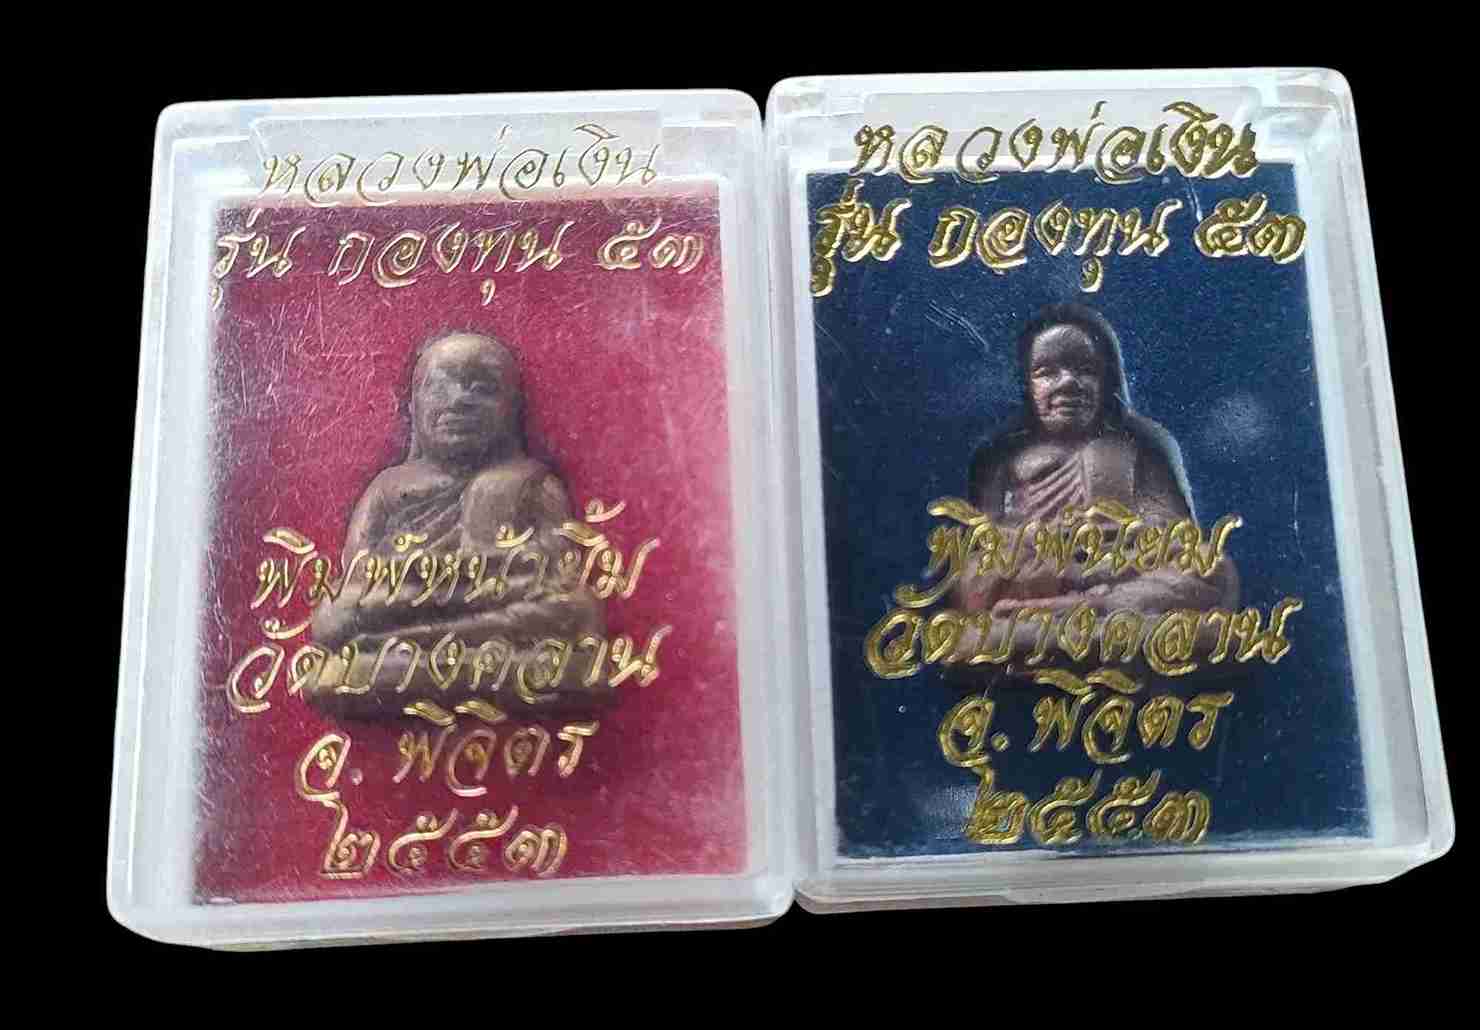 หลวงพ่อเงิน
รุ่น กองทุน ๕๓
พิมพ์หน้ายิ้ม
วัดบางคลาน
จ. พิจิตร
๒๕๕๓
หลวงพ่อเงิน
รุ่น กองทุน ๕๓
พิมพ์นิยม
วัดบางคลาน
จ. พิจิตร
๒๕๕๓